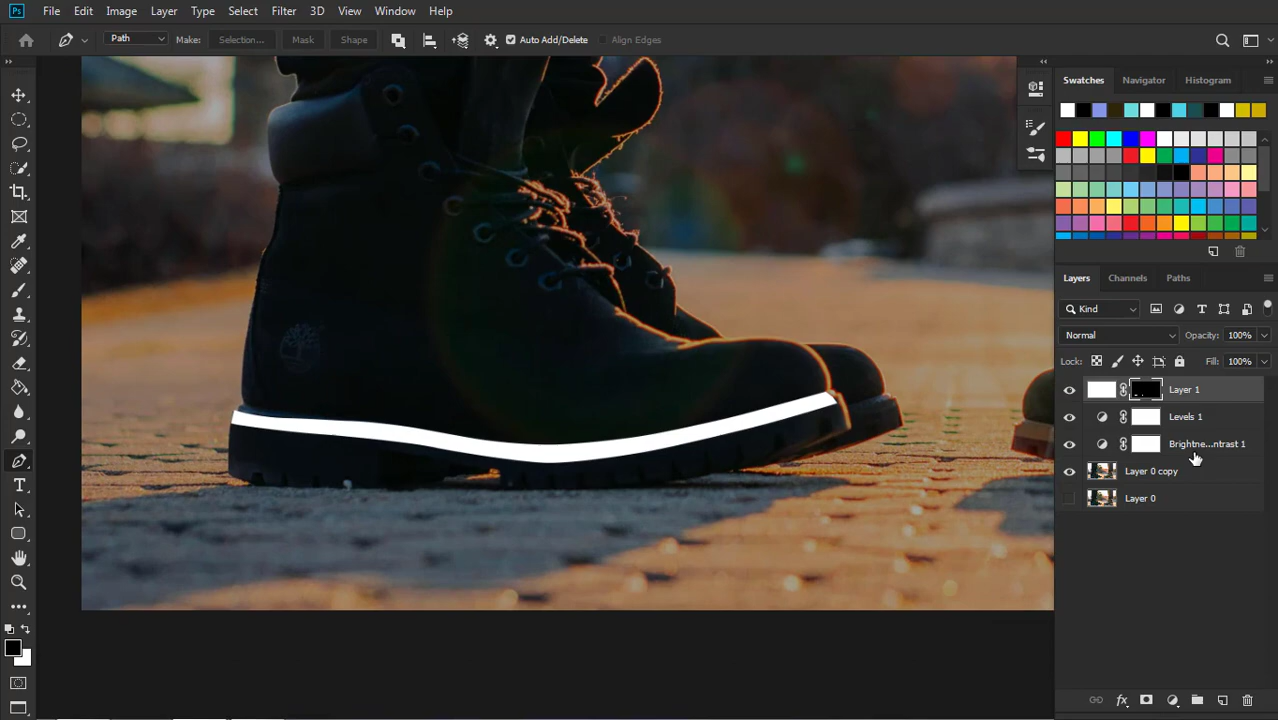 Ps File Edit Image Layer Type Select Filter 3D View Window Help
Path Make: Selection... Mask Shape Auto Add/Delete Align Edges
Swatches Navigator Histogram
Layers Channels Paths
Kind
Normal Opacity: 100%
Lock: Fill: 100%
Layer 1
Levels 1
Brightne...ntrast 1
Layer 0 copy
Layer 0